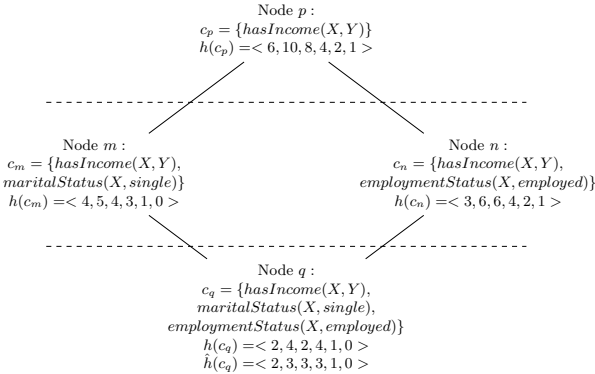 Node p :
c_p = {hasIncome(X, Y)}
h(c_p) =< 6, 10, 8, 4, 2, 1 >
Node m :
c_m = {hasIncome(X, Y),
maritalStatus(X, single)}
h(c_m) =< 4, 5, 4, 3, 1, 0 >
Node n :
c_n = {hasIncome(X, Y),
employmentStatus(X, employed)}
h(c_n) =< 3, 6, 6, 4, 2, 1 >
Node q :
c_q = {hasIncome(X, Y),
maritalStatus(X, single),
employmentStatus(X, employed)}
h(c_q) =< 2, 4, 2, 4, 1, 0 >
ĥ(c_q) =< 2, 3, 3, 3, 1, 0 >